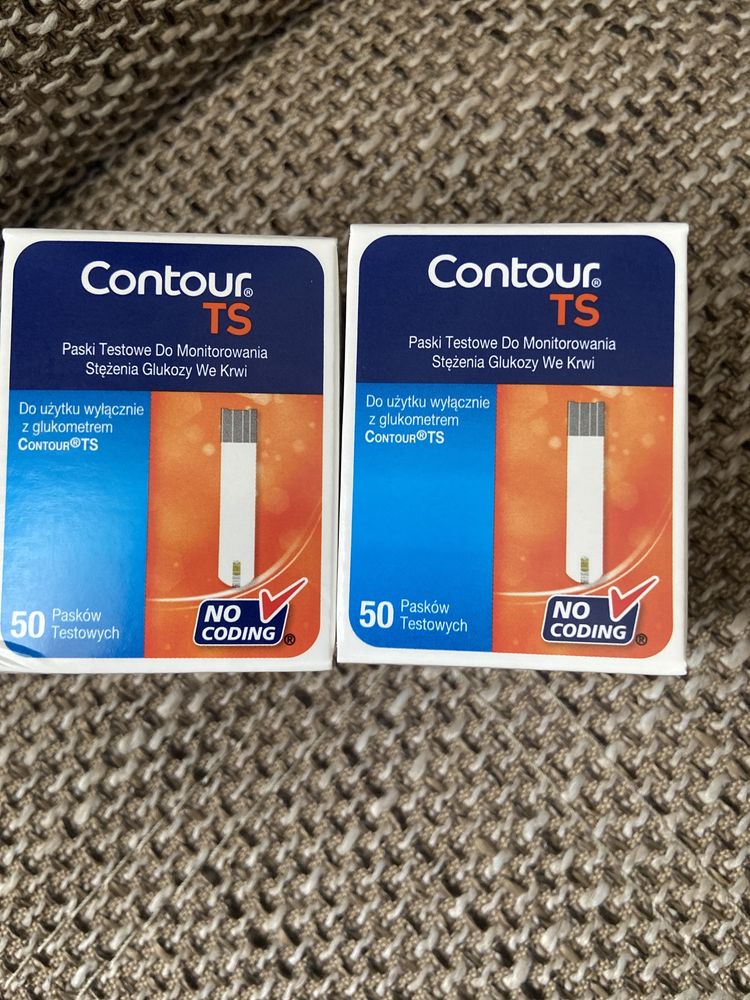 Contour®
TS
Paski Testowe Do Monitorowania
Stężenia Glukozy We Krwi
Do użytku wyłącznie
z glukometrem
CONTOUR®TS
50 Pasków
Testowych
NO
CODING®
Contour®
TS
Paski Testowe Do Monitorowania
Stężenia Glukozy We Krwi
Do użytku wyłącznie
z glukometrem
CONTOUR®TS
50 Pasków
Testowych
NO
CODING®